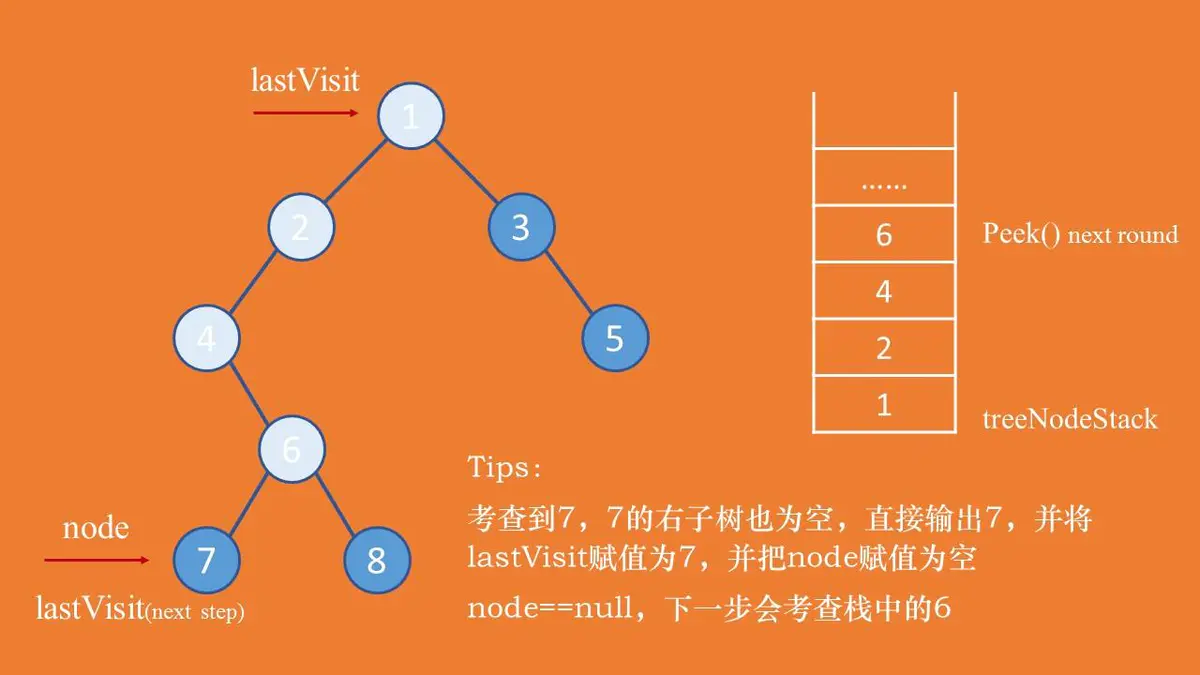 lastVisit
1
2
3
4
5
6
7
8
node
lastVisit(next step)
……
6
4
2
1
Peek() next round
treeNodeStack
Tips:
考查到7，7的右子树也为空，直接输出7，并将
lastVisit赋值为7，并把node赋值为空
node==null，下一步会考查栈中的6